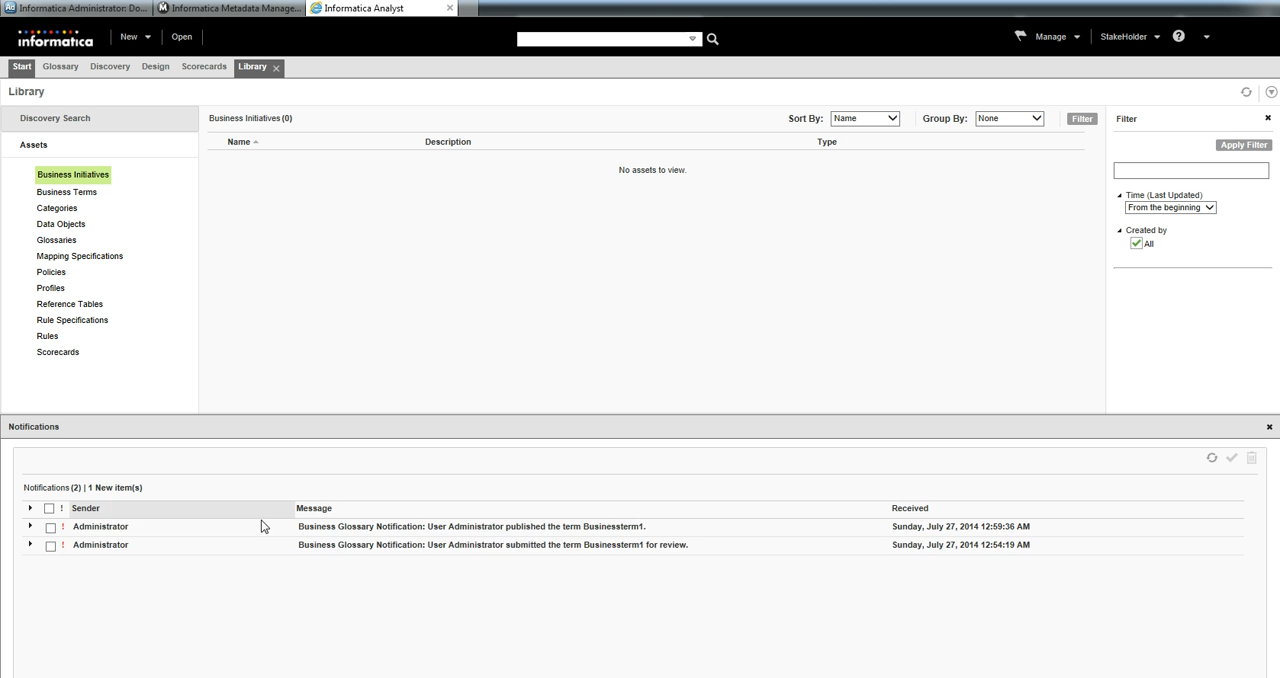 Informatica Administrator: Do... Informatica Metadata Manage... Informatica Analyst
informatica New Open Manage StakeHolder
Start Glossary Discovery Design Scorecards Library
Library
Discovery Search
Business Initiatives (0) Sort By: Name Group By: None Filter
Filter
Assets
Name Description Type
Apply Filter
No assets to view.
Business Initiatives
Business Terms
Categories
Data Objects
Glossaries
Mapping Specifications
Policies
Profiles
Reference Tables
Rule Specifications
Rules
Scorecards
Time (Last Updated)
From the beginning
Created by
All
Notifications
Notifications (2) | 1 New item(s)
! Sender Message Received
! Administrator Business Glossary Notification: User Administrator published the term Businessterm1. Sunday, July 27, 2014 12:59:36 AM
! Administrator Business Glossary Notification: User Administrator submitted the term Businessterm1 for review. Sunday, July 27, 2014 12:54:19 AM